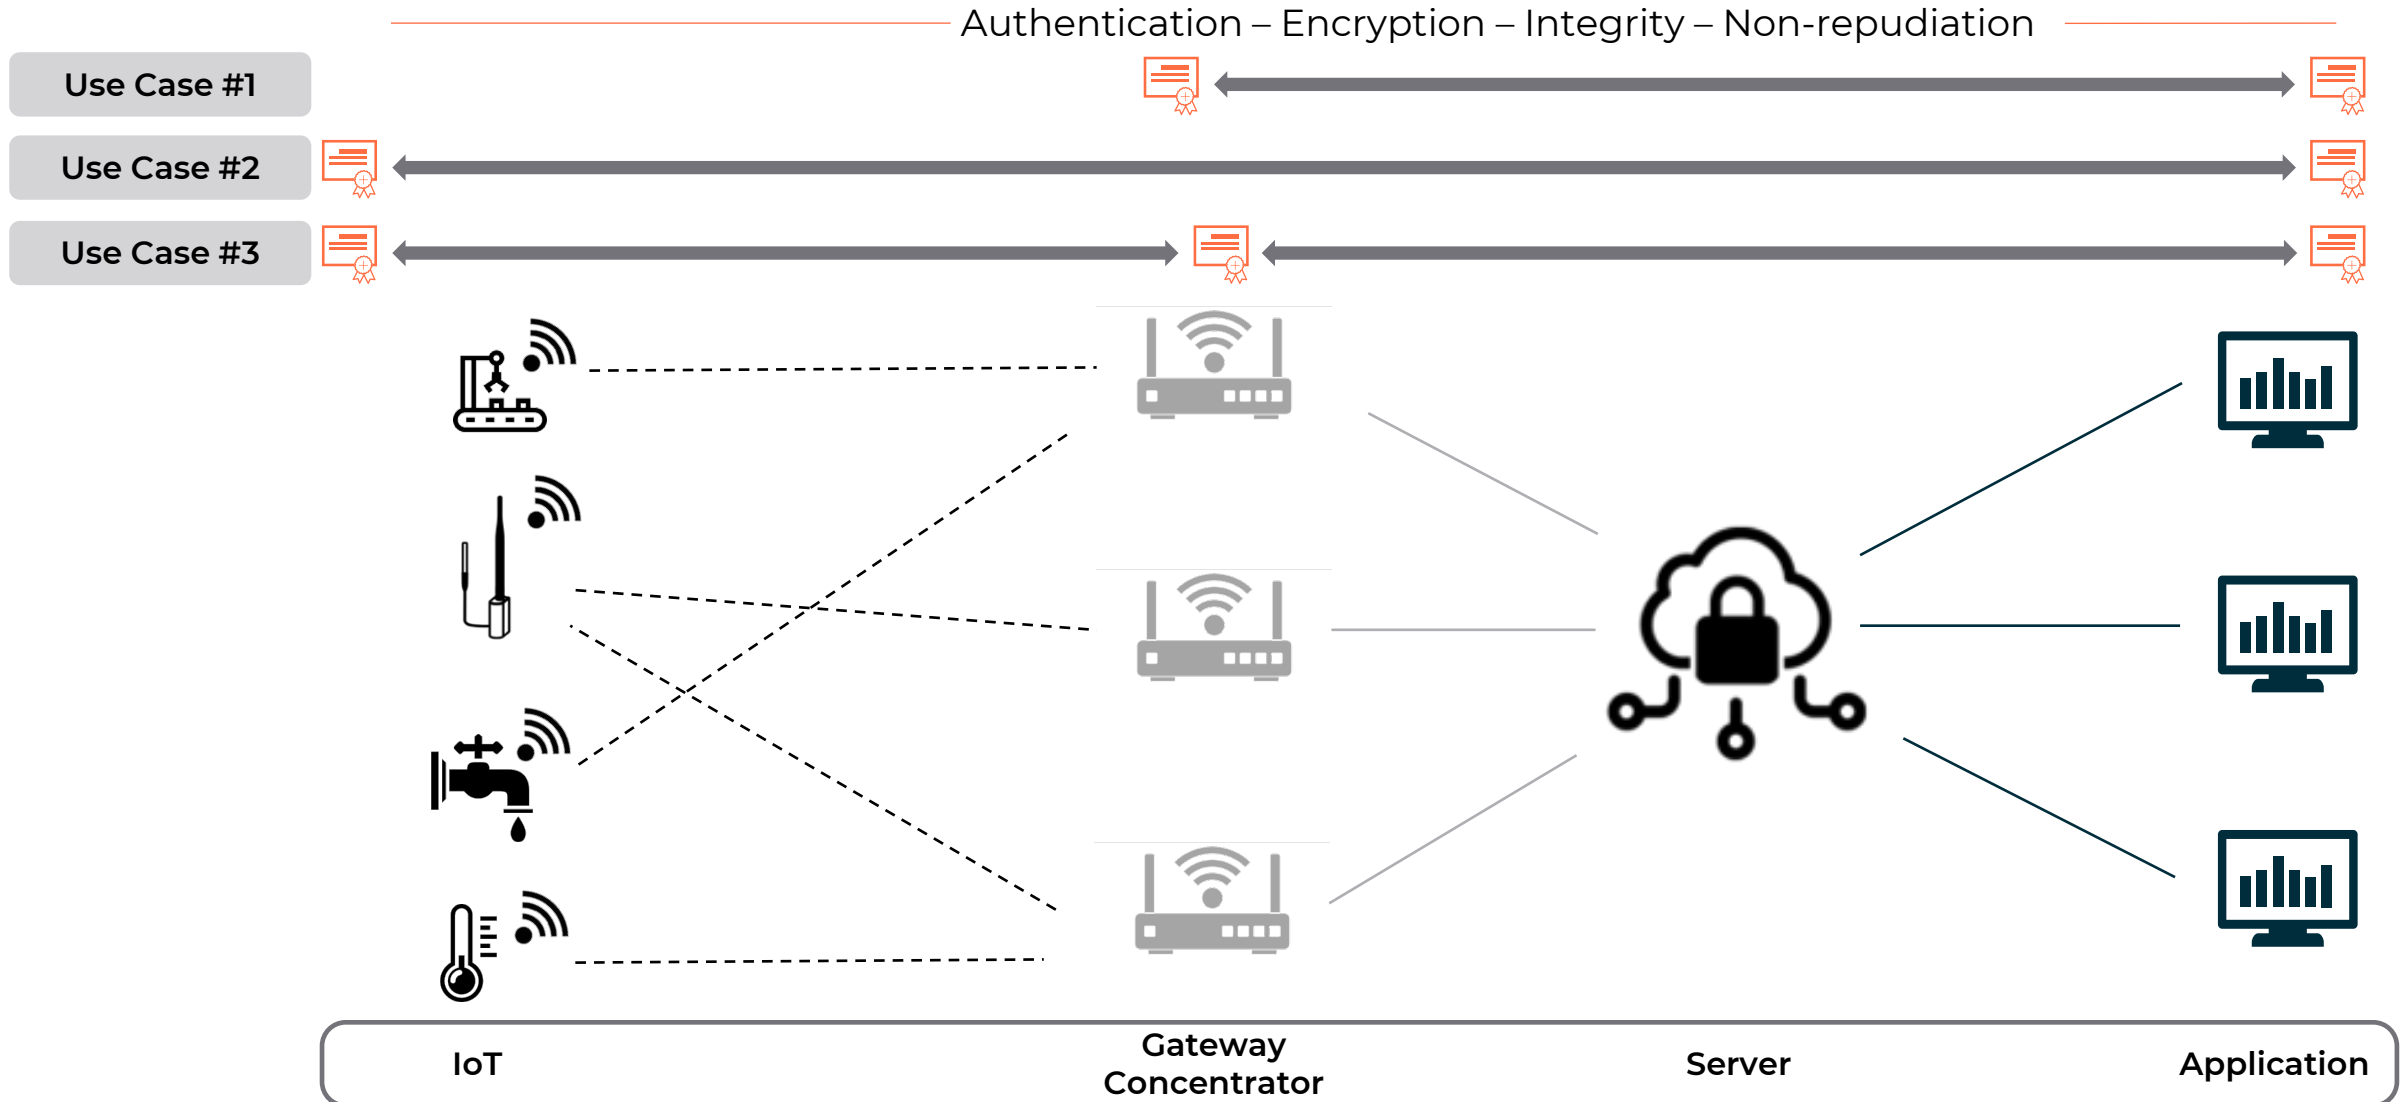 Authentication – Encryption – Integrity – Non-repudiation
Use Case #1
Use Case #2
Use Case #3
IoT
Gateway
Concentrator
Server
Application